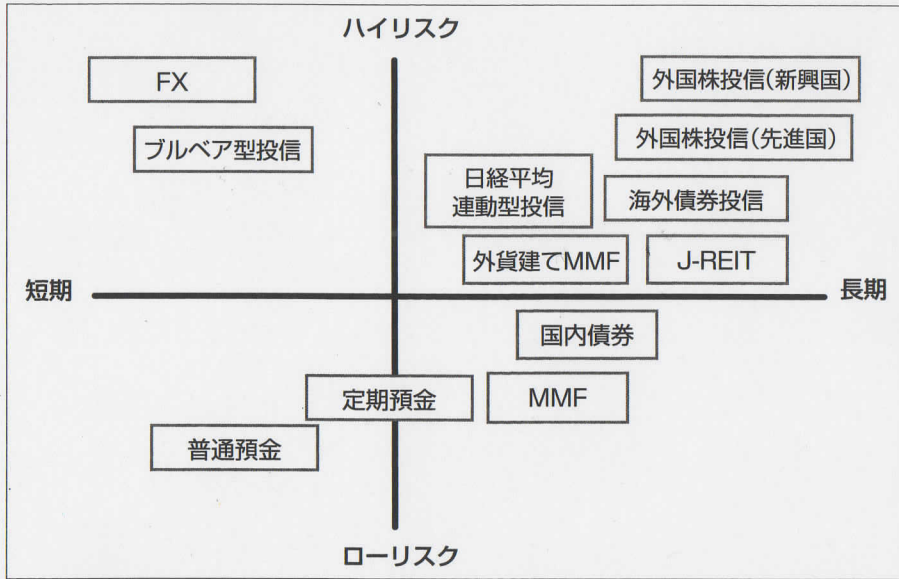 ハイリスク
FX
外国株投信(新興国)
ブルベア型投信
外国株投信(先進国)
日経平均
連動型投信
海外債券投信
外貨建てMMF
J-REIT
短期
長期
国内債券
定期預金
MMF
普通預金
ローリスク